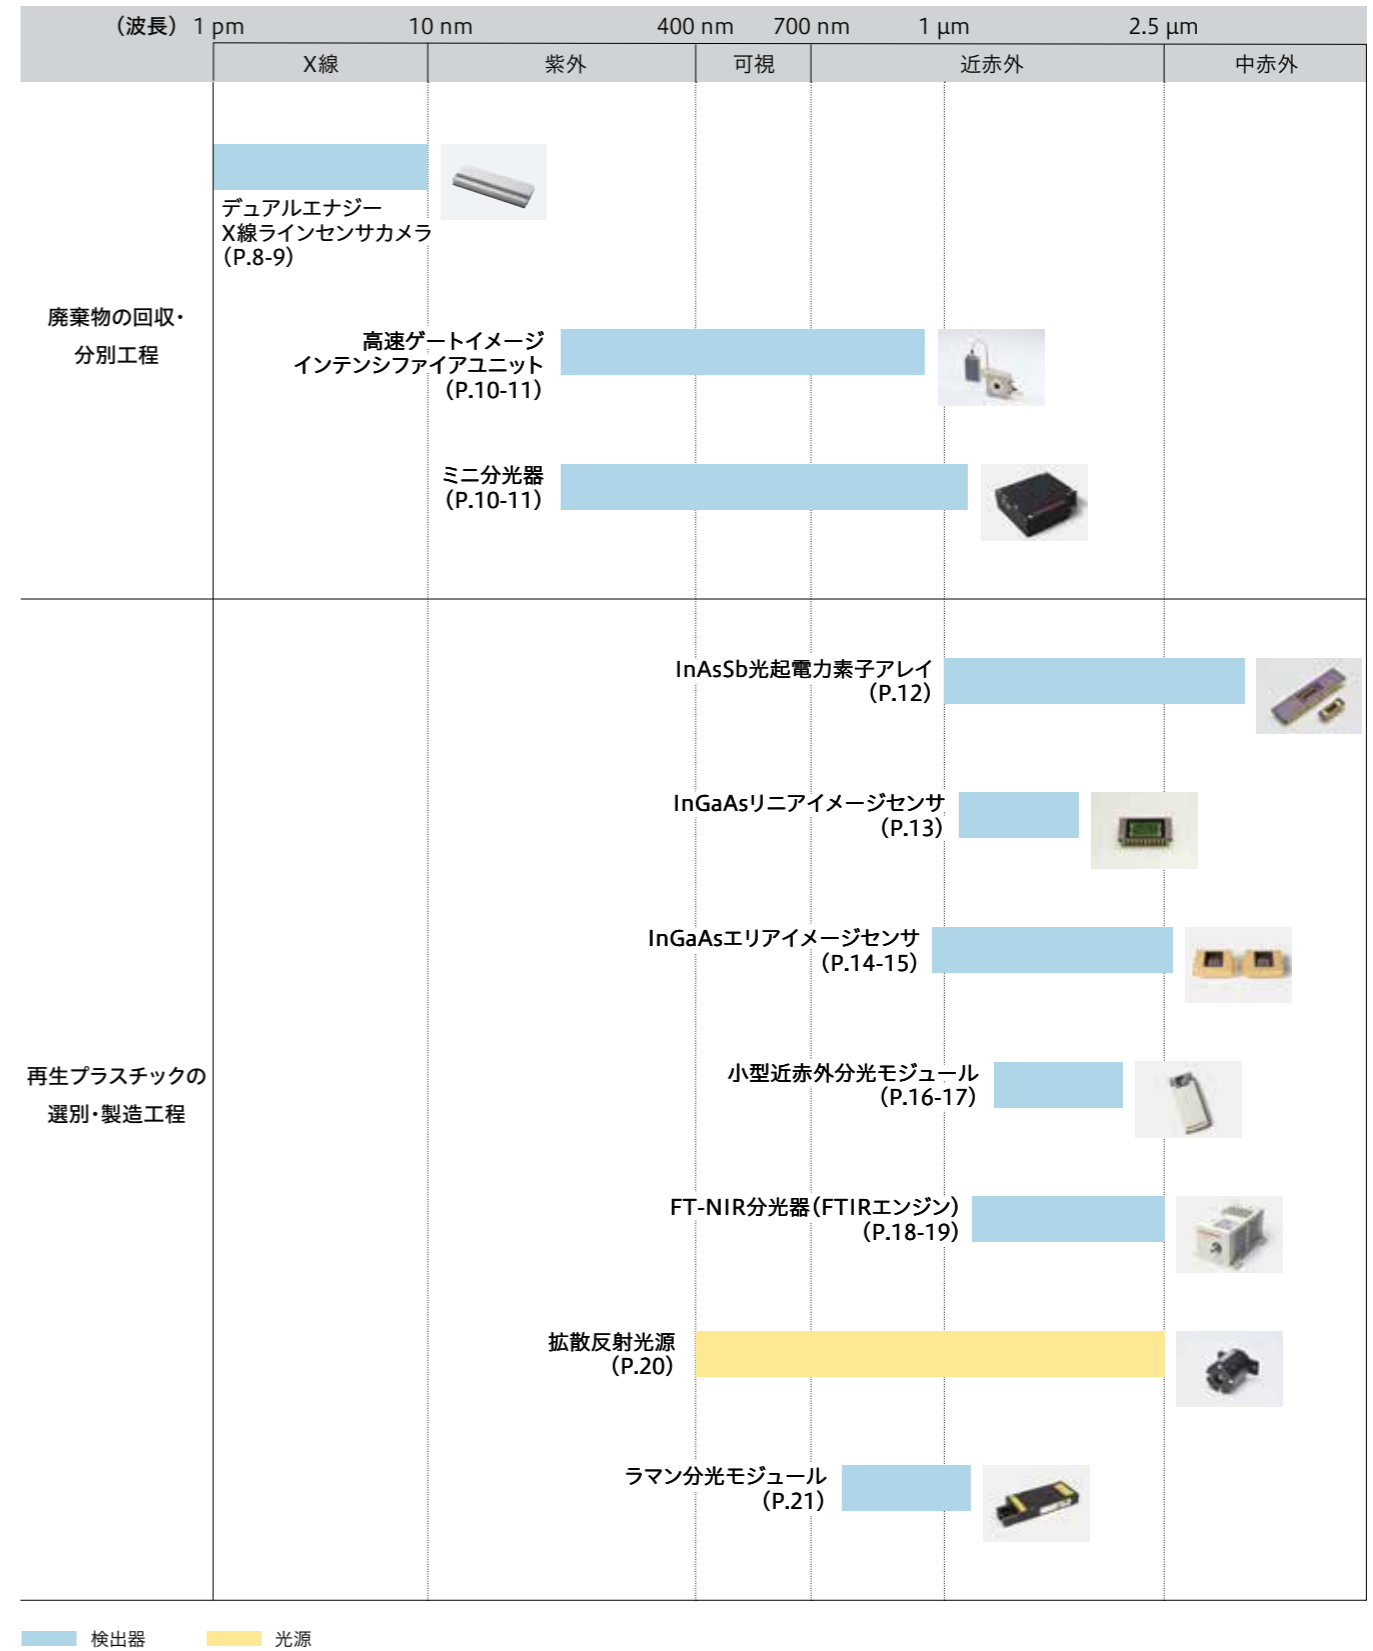 （波長） 1 pm 10 nm 400 nm 700 nm 1 μm 2.5 μm
X線 紫外 可視 近赤外 中赤外
デュアルエナジー
X線ラインセンサカメラ
（P.8-9）
廃棄物の回収・
分別工程
高速ゲートイメージ
インテンシファイアユニット
（P.10-11）
ミニ分光器
（P.10-11）
InAsSb光起電力素子アレイ
（P.12）
InGaAsリニアイメージセンサ
（P.13）
InGaAsエリアイメージセンサ
（P.14-15）
再生プラスチックの
選別・製造工程
小型近赤外分光モジュール
（P.16-17）
FT-NIR分光器（FTIRエンジン）
（P.18-19）
拡散反射光源
（P.20）
ラマン分光モジュール
（P.21）
検出器 光源